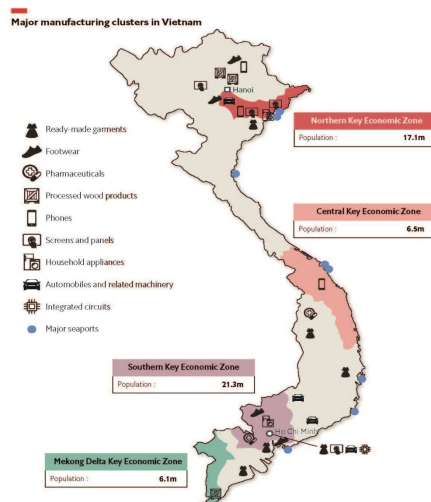 Major manufacturing clusters in Vietnam
Hanoi
Ready-made garments
Footwear
Pharmaceuticals
Processed wood products
Phones
Screens and panels
Household appliances
Automobiles and related machinery
Integrated circuits
Major seaports
Northern Key Economic Zone
Population : 17.1m
Central Key Economic Zone
Population : 6.5m
Southern Key Economic Zone
Population : 21.3m
Ho Chi Minh
Mekong Delta Key Economic Zone
Population : 6.1m